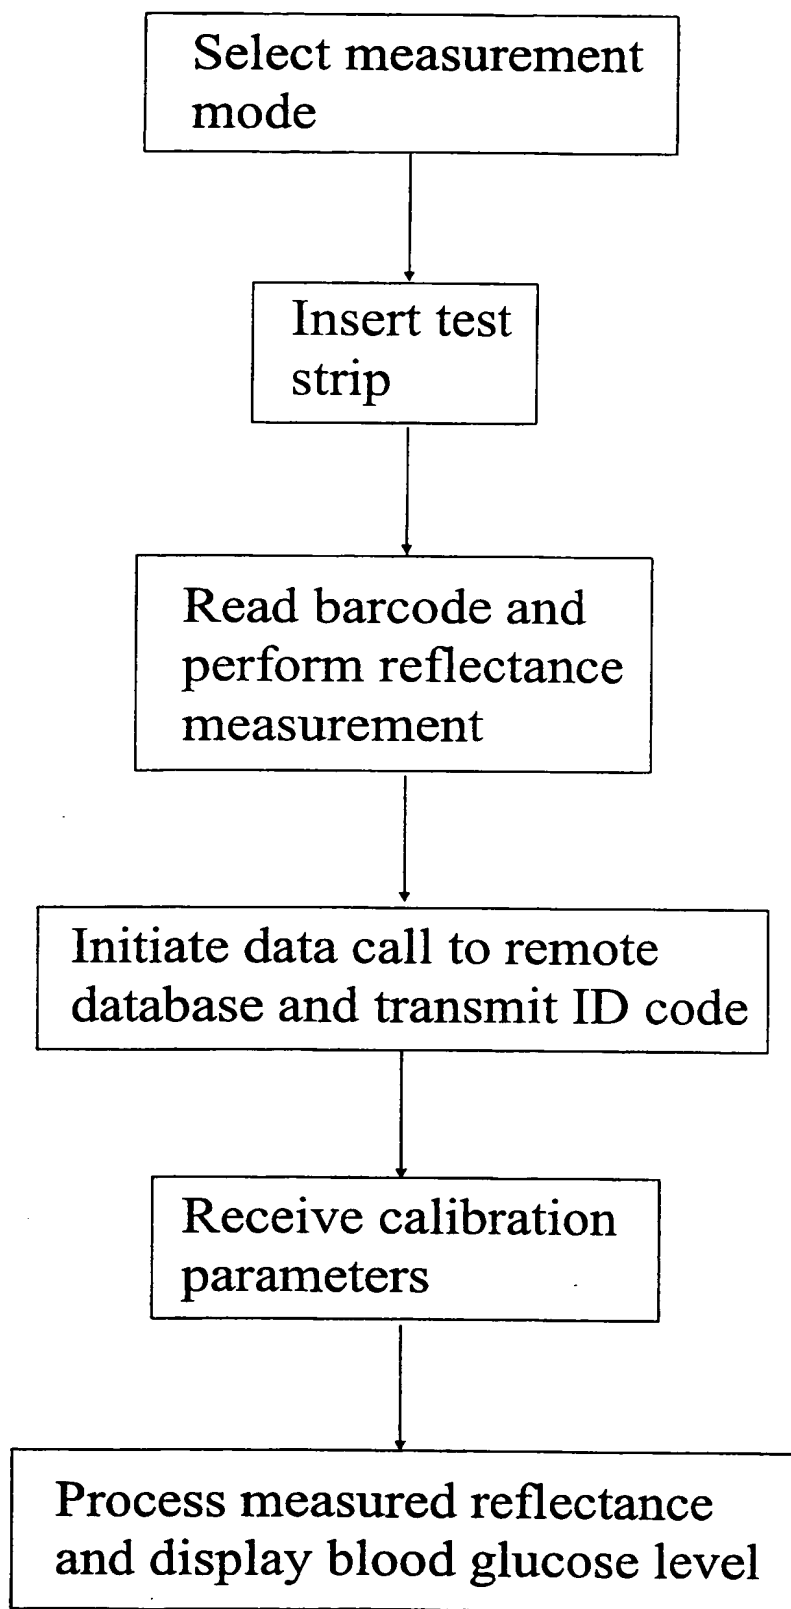 Select measurement
mode
Insert test
strip
Read barcode and
perform reflectance
measurement
Initiate data call to remote
database and transmit ID code
Receive calibration
parameters
Process measured reflectance
and display blood glucose level